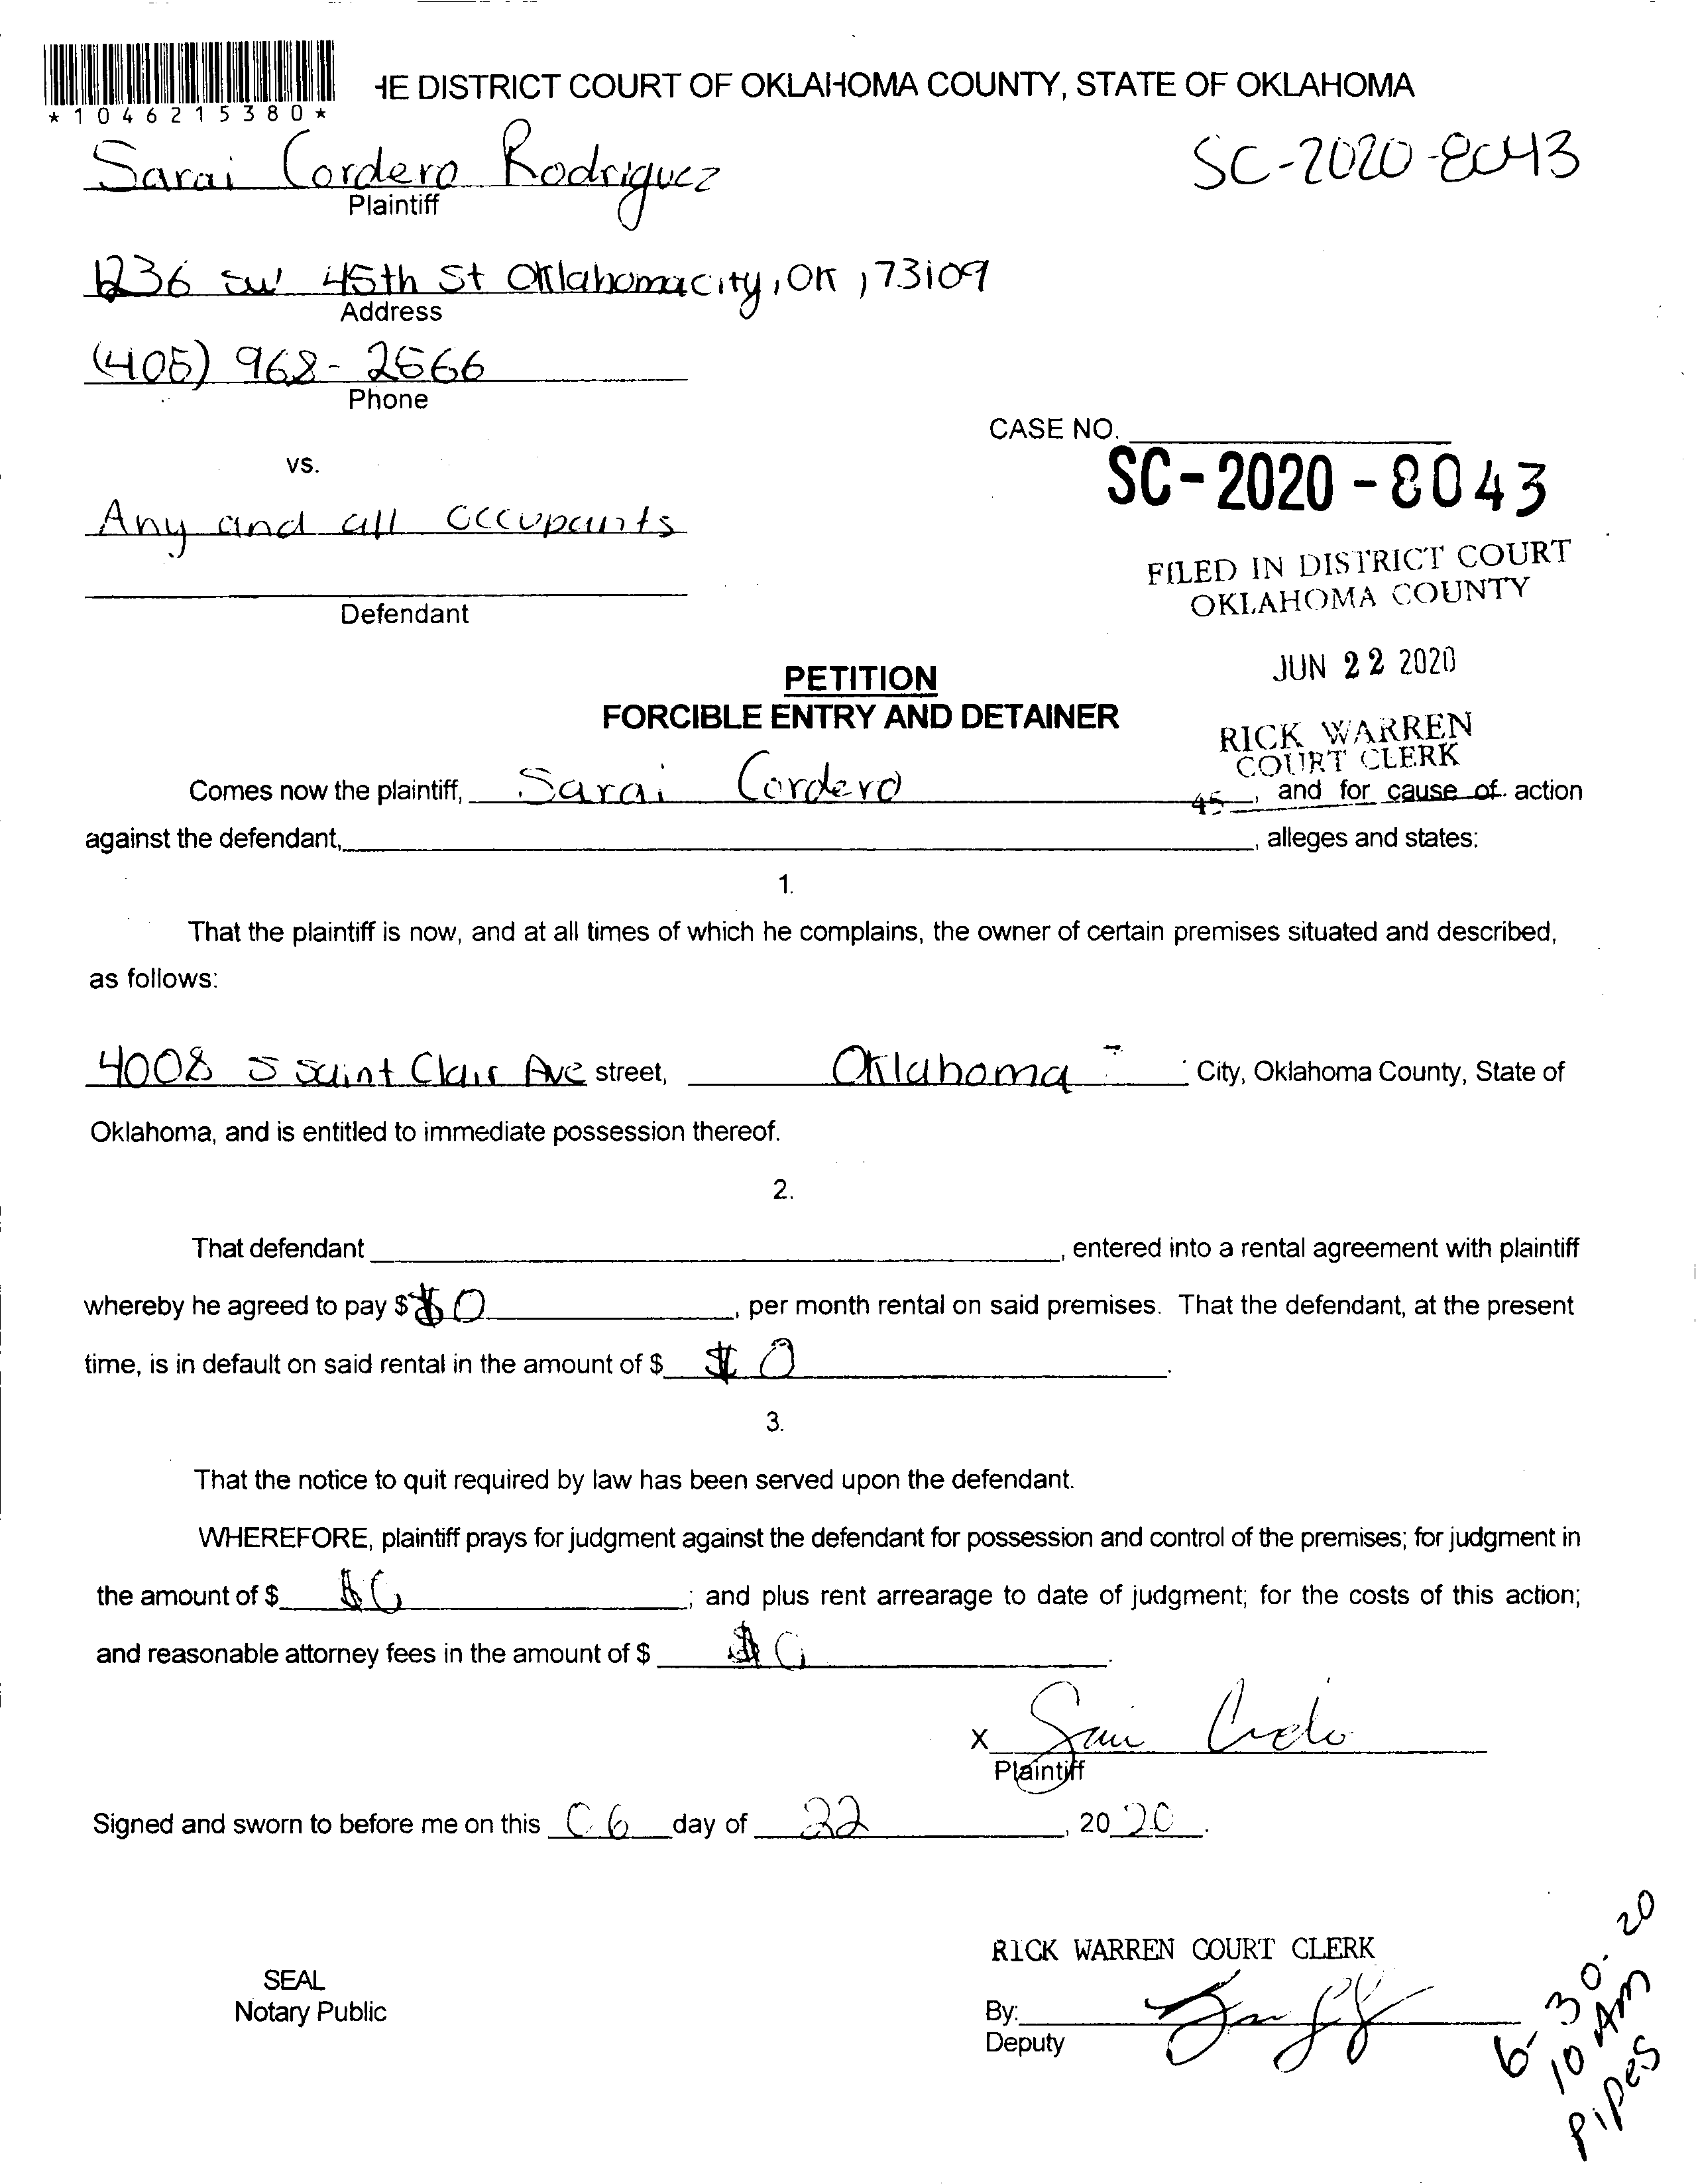 *1046215380*
HE DISTRICT COURT OF OKLAHOMA COUNTY, STATE OF OKLAHOMA
Sarai Cordero Rodriguez
SC-2020-8043
Plaintiff
1236 SW 45th St Oklahomacity, OK, 73109
Address
(405) 968-2666
Phone
CASE NO.
SC-2020-8043
vs.
Any and all occupants
FILED IN DISTRICT COURT
OKLAHOMA COUNTY
Defendant
JUN 22 2020
PETITION
FORCIBLE ENTRY AND DETAINER
RICK WARREN
COURT CLERK
Comes now the plaintiff, Sarai Cordero 45, and for cause of action
against the defendant, , alleges and states:
1.
That the plaintiff is now, and at all times of which he complains, the owner of certain premises situated and described,
as follows:
4008 S Saint Clair Ave street, Oklahoma City, Oklahoma County, State of
Oklahoma, and is entitled to immediate possession thereof.
2.
That defendant , entered into a rental agreement with plaintiff
whereby he agreed to pay $ $0 , per month rental on said premises. That the defendant, at the present
time, is in default on said rental in the amount of $ $0 .
3.
That the notice to quit required by law has been served upon the defendant.
WHEREFORE, plaintiff prays for judgment against the defendant for possession and control of the premises; for judgment in
the amount of $ $0 ; and plus rent arrearage to date of judgment; for the costs of this action;
and reasonable attorney fees in the amount of $ $0 .
X
Plaintiff
Signed and sworn to before me on this 06 day of 22, 2020.
SEAL
Notary Public
RICK WARREN COURT CLERK
By:
Deputy
6-30-20
10 AM
Pipes